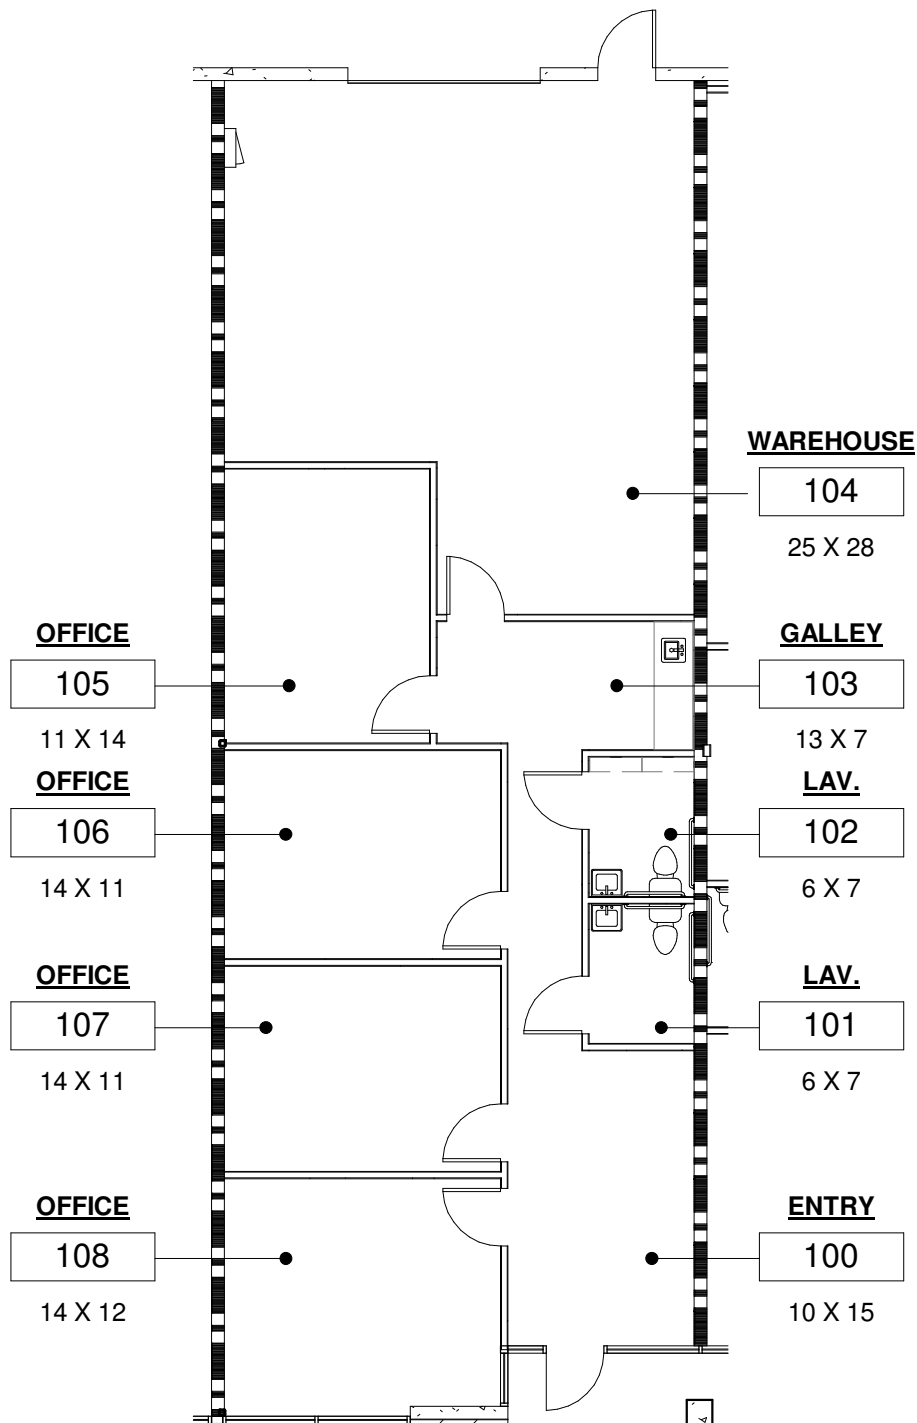 WAREHOUSE
104
25 X 28
OFFICE
105
11 X 14
GALLEY
103
13 X 7
OFFICE
106
14 X 11
LAV.
102
6 X 7
OFFICE
107
14 X 11
LAV.
101
6 X 7
OFFICE
108
14 X 12
ENTRY
100
10 X 15